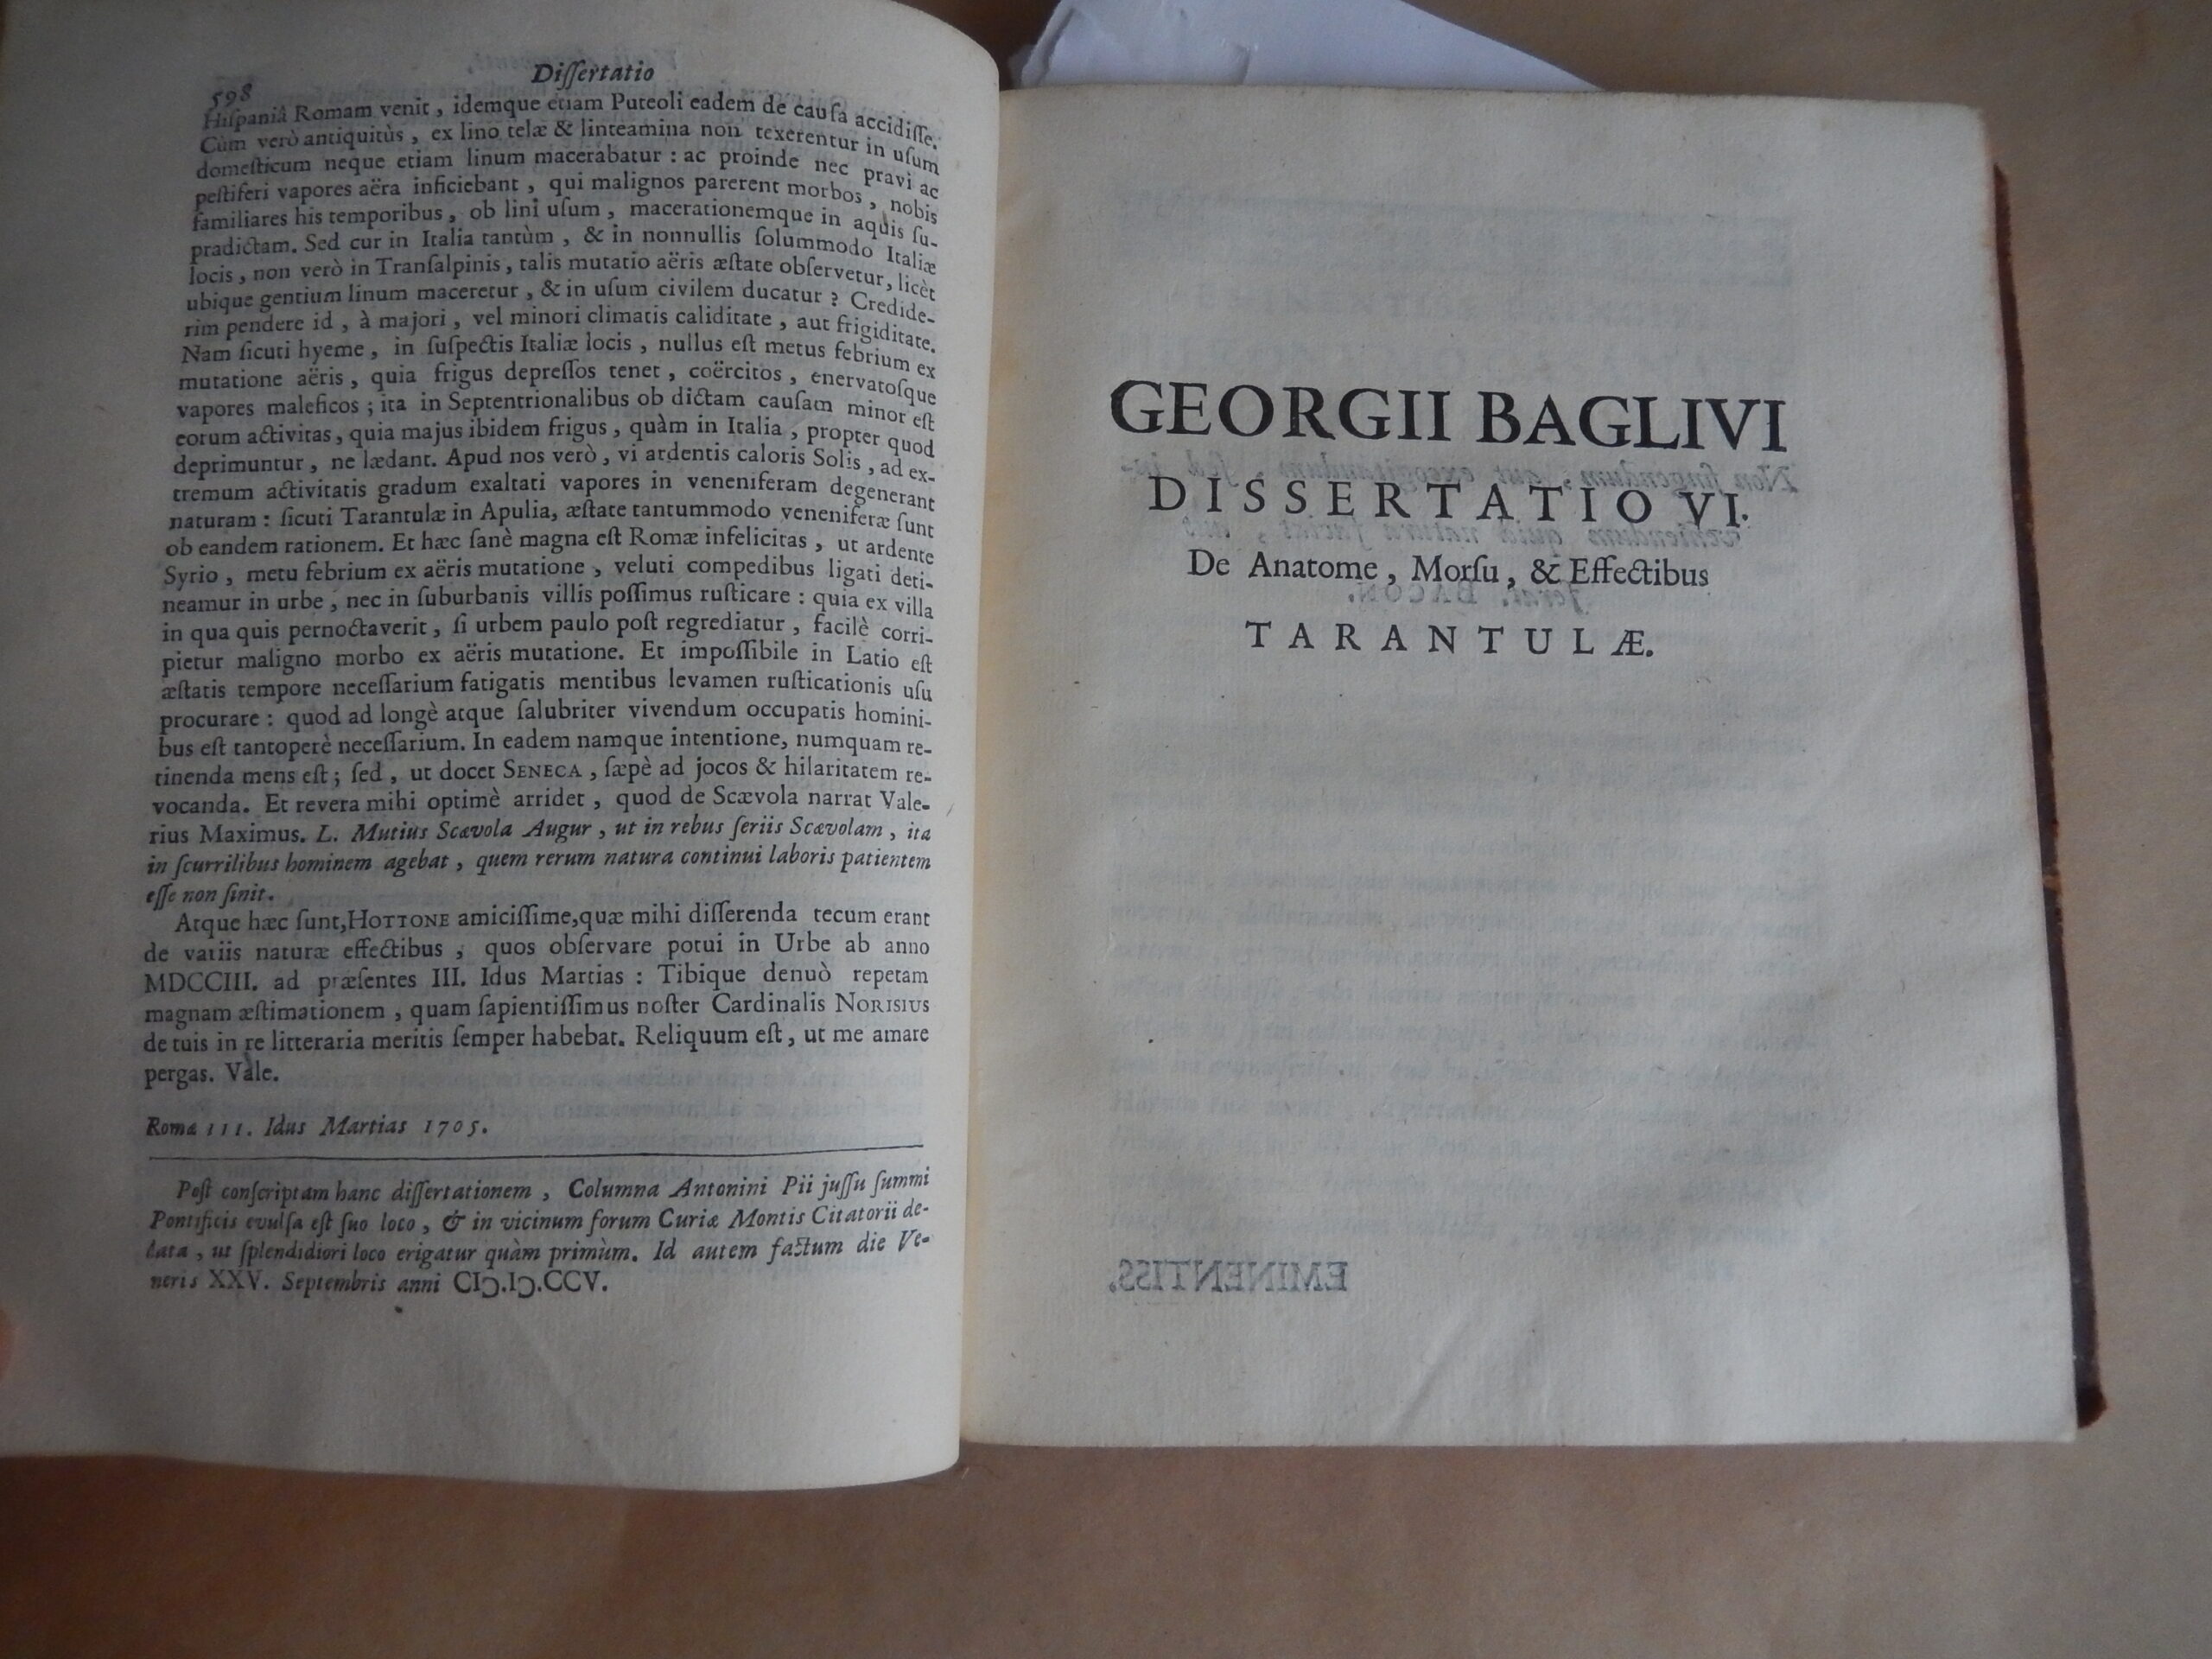 598
Diſſertatio
Hiſpaniâ Romam venit, idemque etiam Puteoli eadem de cauſa accidiſſe.
Cùm verò antiquitùs, ex lino telæ & linteamina non texerentur in uſum
domeſticum neque etiam linum macerabatur: ac proinde nec pravi ac
peſtiferi vapores aëra inficiebant, qui malignos parerent morbos, nobis
familiares his temporibus, ob lini uſum, macerationemque in aquis ſu-
pradictam. Sed cur in Italia tantùm, & in nonnullis ſolummodo Italiæ
locis, non verò in Tranſalpinis, talis mutatio aëris æſtate obſervetur, licèt
ubique gentium linum maceretur, & in uſum civilem ducatur? Credide-
rim pendere id, à majori, vel minori climatis caliditate, aut frigiditate.
Nam ſicuti hyeme, in ſuſpectis Italiæ locis, nullus eſt metus febrium ex
mutatione aëris, quia frigus depreſſos tenet, coërcitos, enervatoſque
vapores maleficos; ita in Septentrionalibus ob dictam cauſam minor eſt
eorum activitas, quia majus ibidem frigus, quàm in Italia, propter quod
deprimuntur, ne lædant. Apud nos verò, vi ardentis caloris Solis, ad ex-
tremum activitatis gradum exaltati vapores in veneniferam degenerant
naturam: ſicuti Tarantulæ in Apulia, æſtate tantummodo veneniferæ ſunt
ob eandem rationem. Et hæc ſanè magna eſt Romæ infelicitas, ut ardente
Syrio, metu febrium ex aëris mutatione, veluti compedibus ligati deti-
neamur in urbe, nec in ſuburbanis villis poſſimus ruſticare: quia ex villa
in qua quis pernoctaverit, ſi urbem paulo poſt regrediatur, facilè corri-
pietur maligno morbo ex aëris mutatione. Et impoſſibile in Latio eſt
æſtatis tempore neceſſarium fatigatis mentibus levamen ruſticationis uſu
procurare: quod ad longè atque ſalubriter vivendum occupatis homini-
bus eſt tantoperè neceſſarium. In eadem namque intentione, numquam re-
tinenda mens eſt; ſed, ut docet SENECA, ſæpè ad jocos & hilaritatem re-
vocanda. Et revera mihi optimè arridet, quod de Scævola narrat Vale-
rius Maximus. L. Mutius Scævola Augur, ut in rebus ſeriis Scævolam, ita
in ſcurrilibus hominem agebat, quem rerum natura continui laboris patientem
eſſe non ſinit.
Atque hæc ſunt, HOTTONE amiciſſime, quæ mihi diſſerenda tecum erant
de variis naturæ effectibus, quos obſervare potui in Urbe ab anno
MDCCIII. ad præſentes III. Idus Martias: Tibique denuò repetam
magnam æſtimationem, quam ſapientiſſimus noſter Cardinalis NORISIUS
de tuis in re litteraria meritis ſemper habebat. Reliquum eſt, ut me amare
pergas. Vale.
Romæ III. Idus Martias 1705.
Poſt conſcriptam hanc diſſertationem, Columna Antonini Pii juſſu ſummi
Pontificis evulſa eſt ſuo loco, & in vicinum forum Curiæ Montis Citatorii de-
lata, ut ſplendidiori loco erigatur quàm primùm. Id autem factum die Ve-
neris XXV. Septembris anni CIƆ.IƆ.CCV.
GEORGII BAGLIVI
DISSERTATIO VI.
De Anatome, Morſu, & Effectibus
TARANTULÆ.